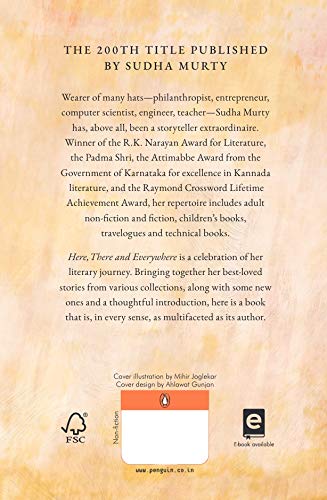 THE 200TH TITLE PUBLISHED
BY SUDHA MURTY
Wearer of many hats—philanthropist, entrepreneur,
computer scientist, engineer, teacher—Sudha Murty
has, above all, been a storyteller extraordinaire.
Winner of the R.K. Narayan Award for Literature,
the Padma Shri, the Attimabbe Award from the
Government of Karnataka for excellence in Kannada
literature, and the Raymond Crossword Lifetime
Achievement Award, her repertoire includes adult
non-fiction and fiction, children's books,
travelogues and technical books.
Here, There and Everywhere is a celebration of her
literary journey. Bringing together her best-loved
stories from various collections, along with some new
ones and a thoughtful introduction, here is a book
that is, in every sense, as multifaceted as its author.
Cover illustration by Mihir Joglekar
Cover design by Ahlawat Gunjan
FSC
Non-fiction
e
E-book available
www.penguin.co.in